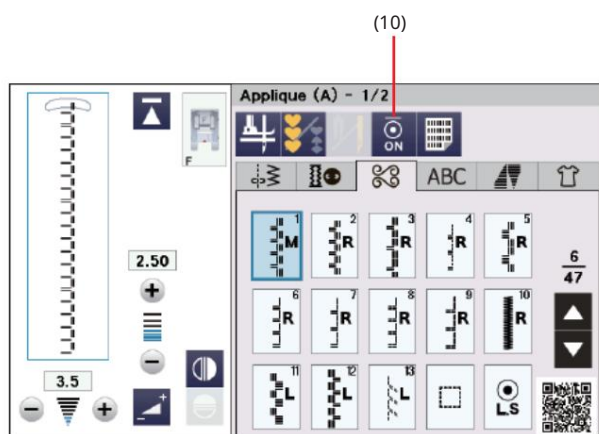 (10)
Applique (A) - 1/2
F
ON
ABC
1 M
2 R
3 R
4 R
5 R
2.50
6
47
6 R
7 R
8 R
9 R
10 R
3.5
11 L
12 L
13 L
L.S